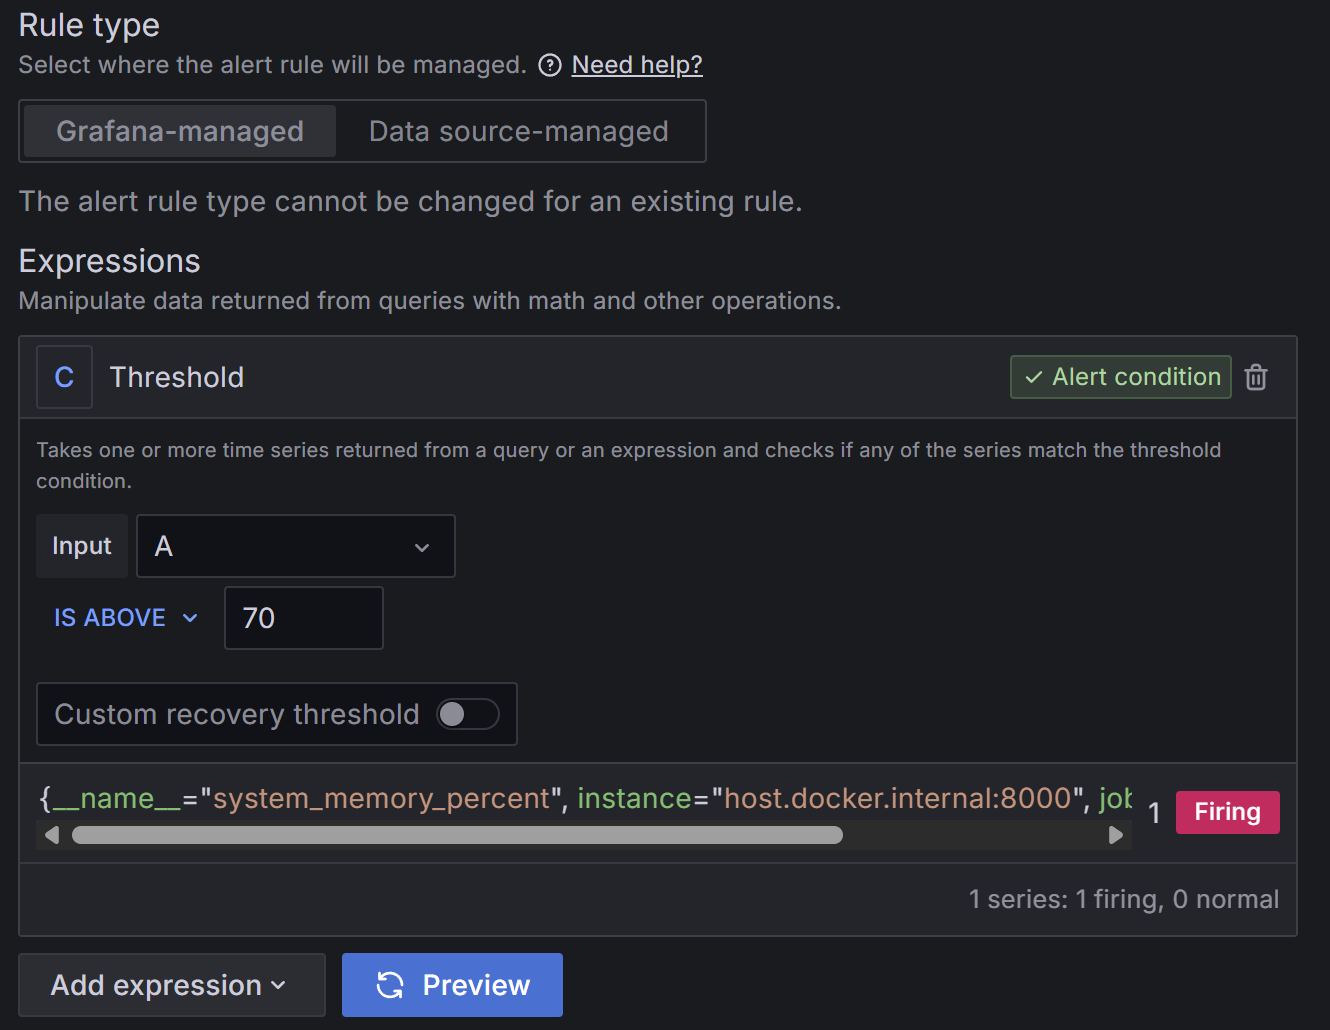 Rule type
Select where the alert rule will be managed. Need help?
Grafana-managed Data source-managed
The alert rule type cannot be changed for an existing rule.
Expressions
Manipulate data returned from queries with math and other operations.
C Threshold Alert condition
Takes one or more time series returned from a query or an expression and checks if any of the series match the threshold
condition.
Input A
IS ABOVE 70
Custom recovery threshold
{__name__="system_memory_percent", instance="host.docker.internal:8000", job 1 Firing
1 series: 1 firing, 0 normal
Add expression Preview